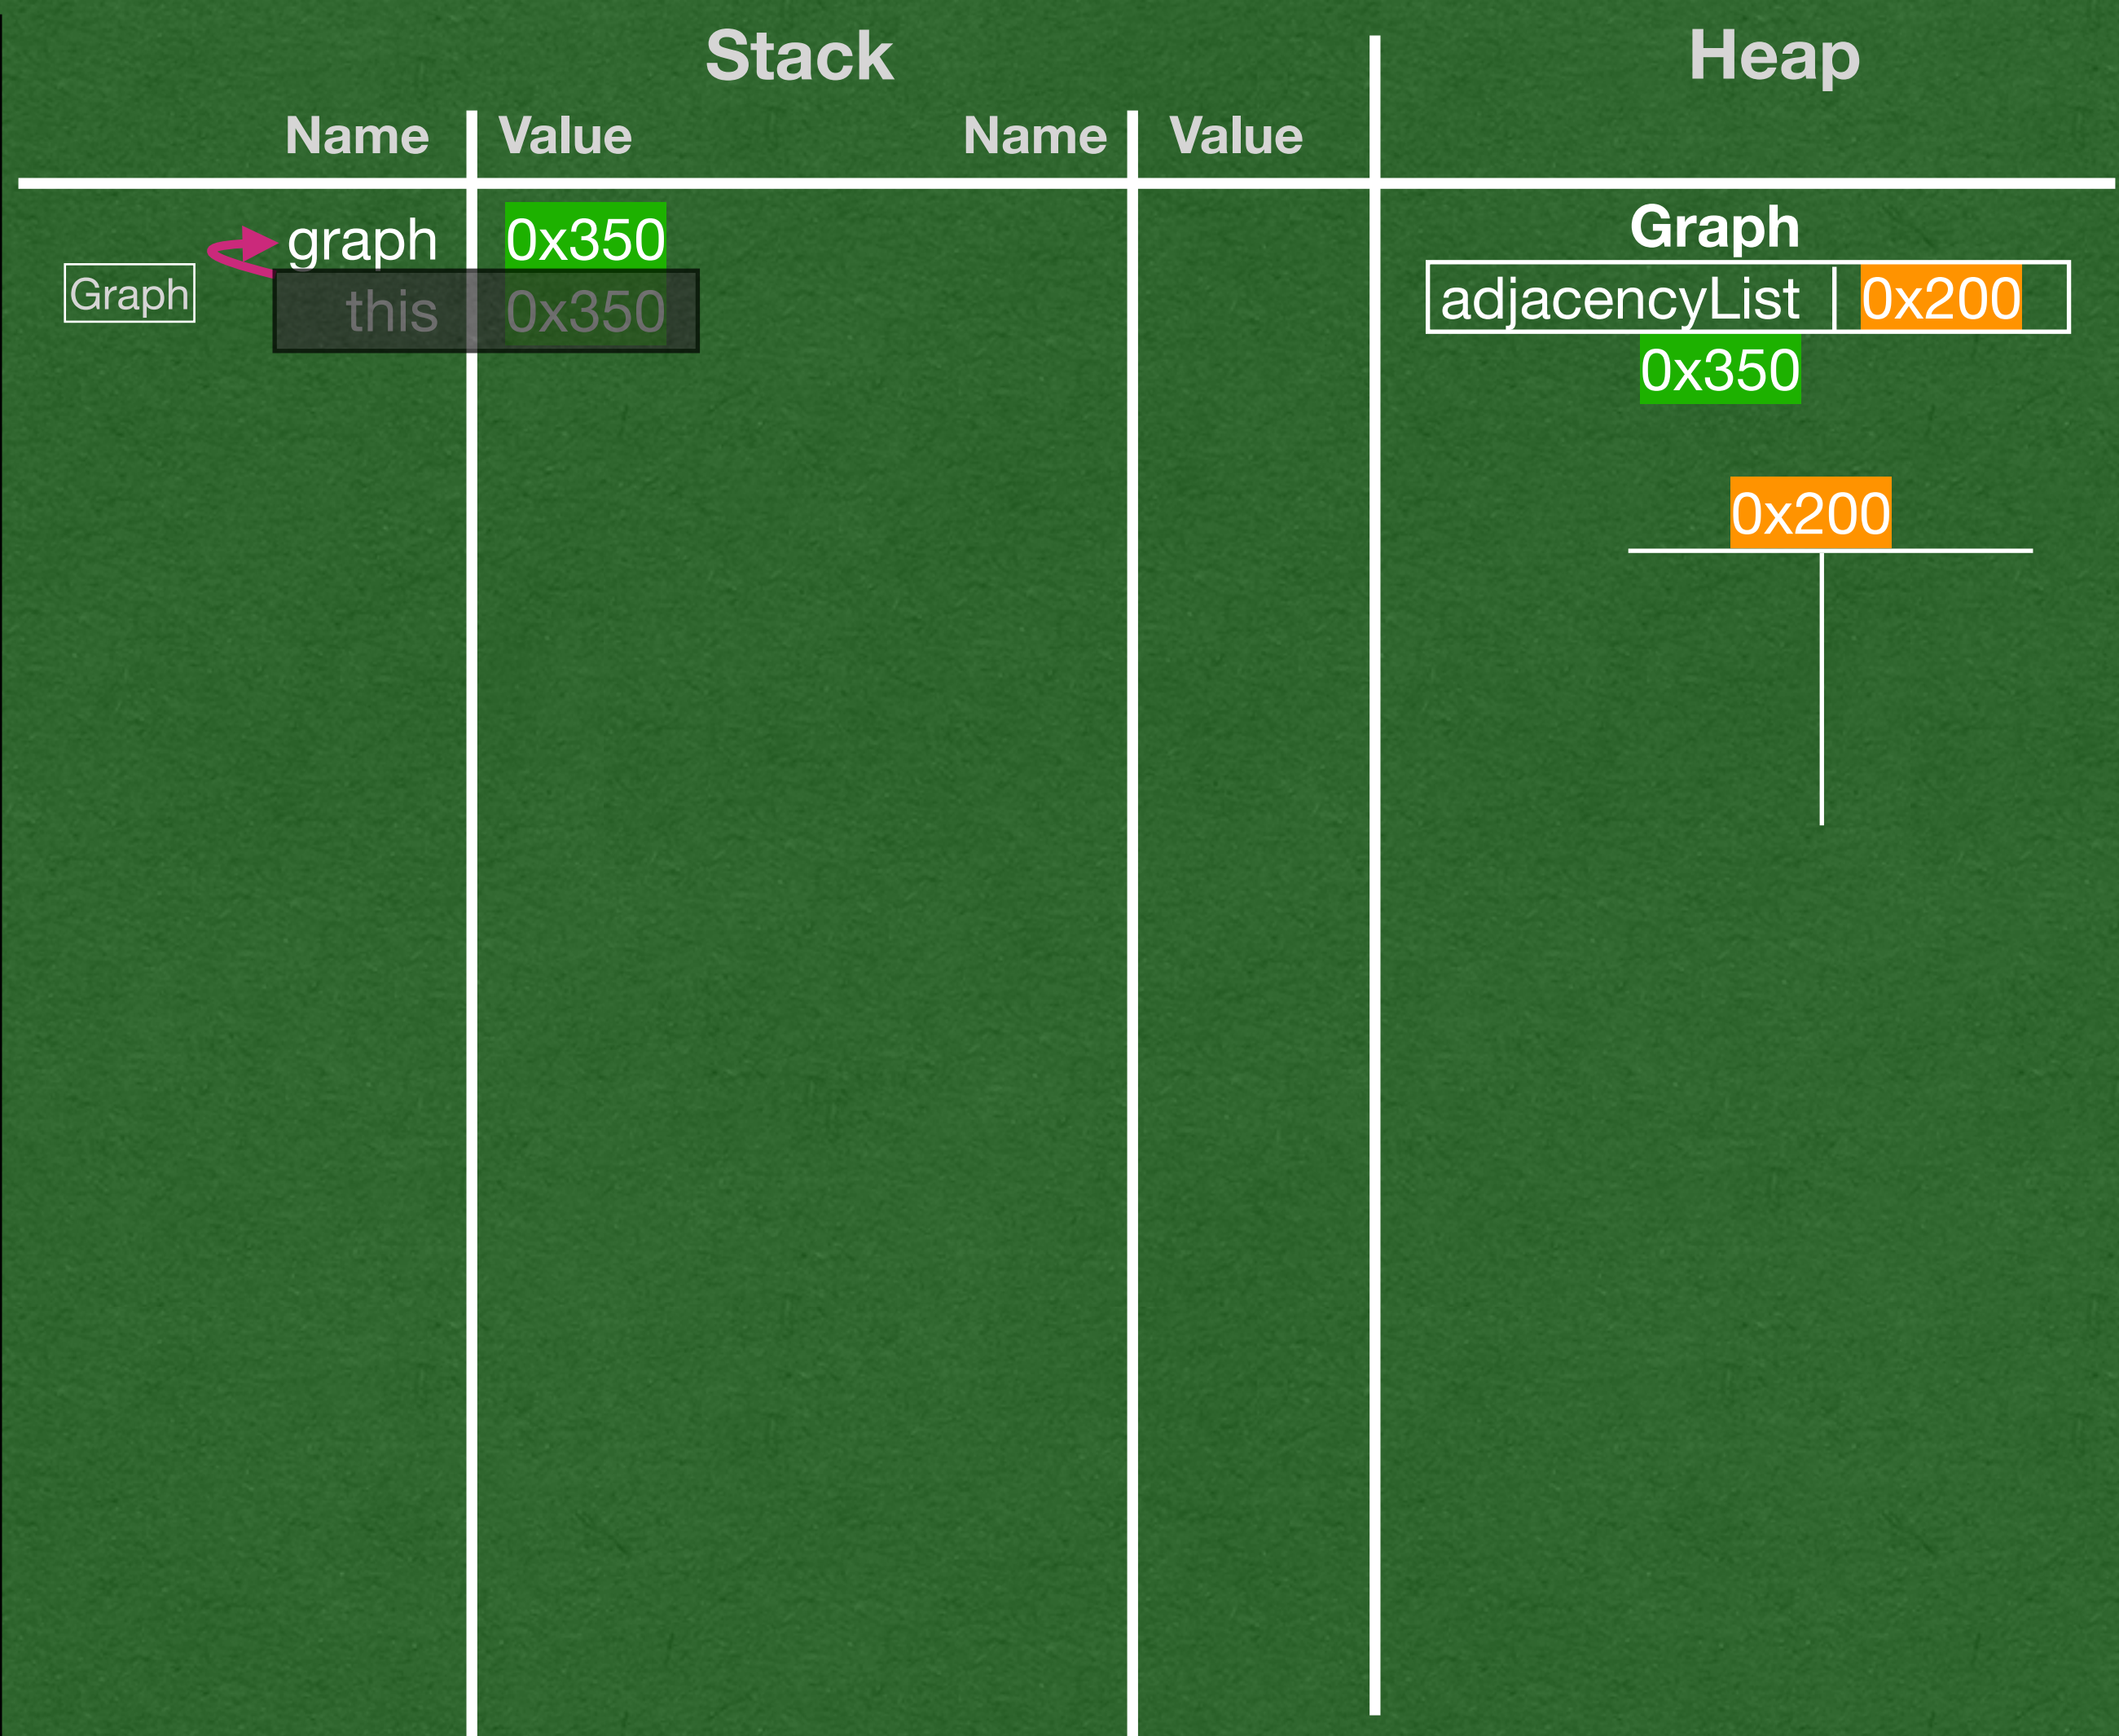 Stack
Heap
Name Value Name Value
graph 0x350
Graph
this 0x350
Graph
adjacencyList 0x200
0x350
0x200